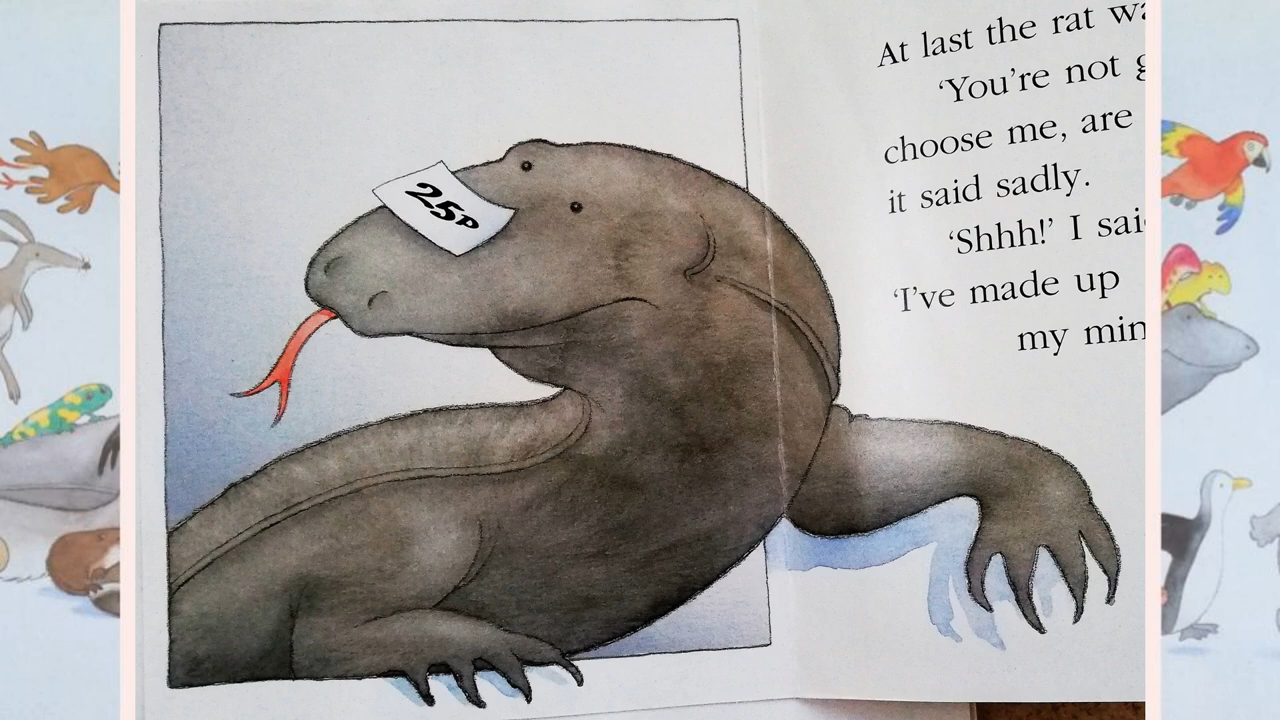 25p
At last the rat
‘You’re not
choose me, are
it said sadly.
‘Shhh!’ I
‘I’ve made up
my